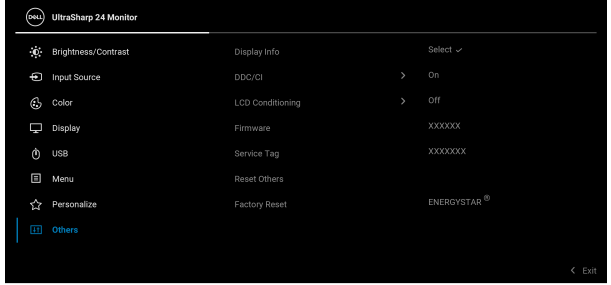 DELL UltraSharp 24 Monitor
Brightness/Contrast Display Info Select ✓
Input Source DDC/CI > On
Color LCD Conditioning > Off
Display Firmware XXXXXX
USB Service Tag XXXXXXX
Menu Reset Others
Personalize Factory Reset ENERGYSTAR ®
Others
< Exit